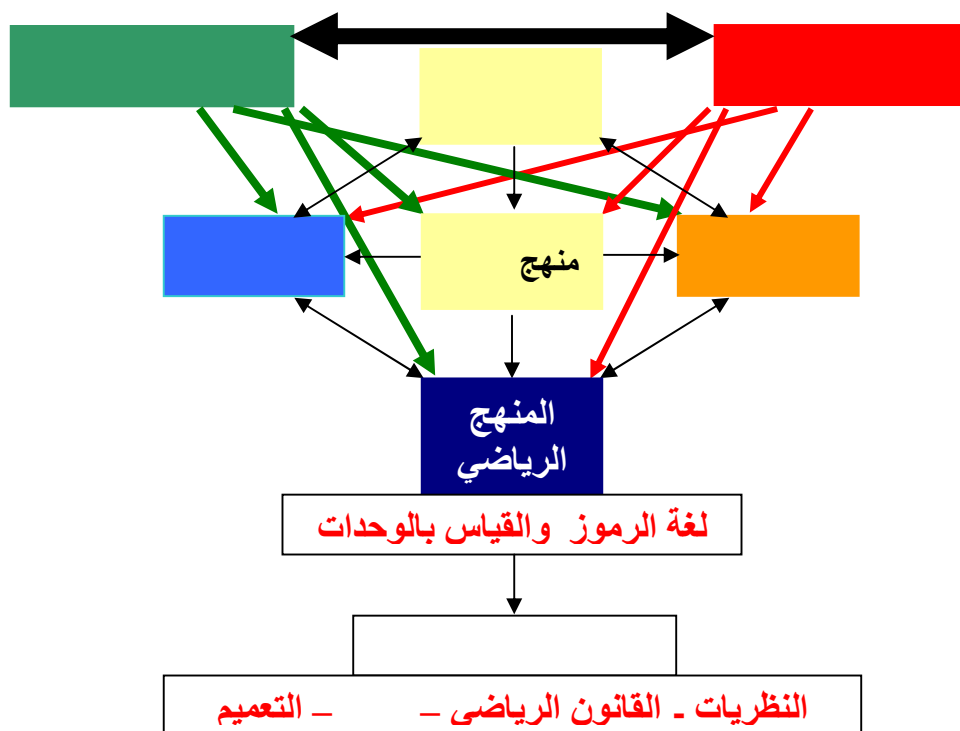 منهج
المنهج
الرياضي
لغة الرموز والقياس بالوحدات
النظريات - القانون الرياضي – – التعميم